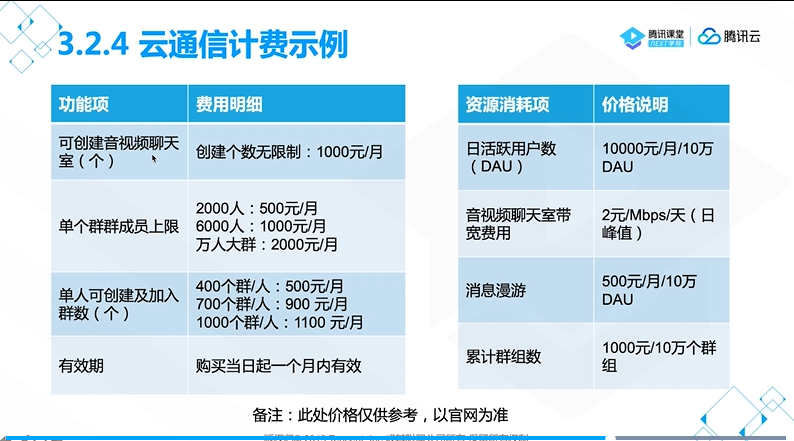 3.2.4 云通信计费示例
腾讯课堂
NEXT学院
腾讯云
功能项
费用明细
可创建音视频聊天
室（个）
创建个数无限制：1000元/月
单个群群成员上限
2000人：500元/月
6000人：1000元/月
万人大群：2000元/月
单人可创建及加入
群数（个）
400个群/人：500元/月
700个群/人：900 元/月
1000个群/人：1100 元/月
有效期
购买当日起一个月内有效
资源消耗项
价格说明
日活跃用户数
（DAU）
10000元/月/10万
DAU
音视频聊天室带
宽费用
2元/Mbps/天（日
峰值）
消息漫游
500元/月/10万
DAU
累计群组数
1000元/10万个群
组
备注：此处价格仅供参考，以官网为准